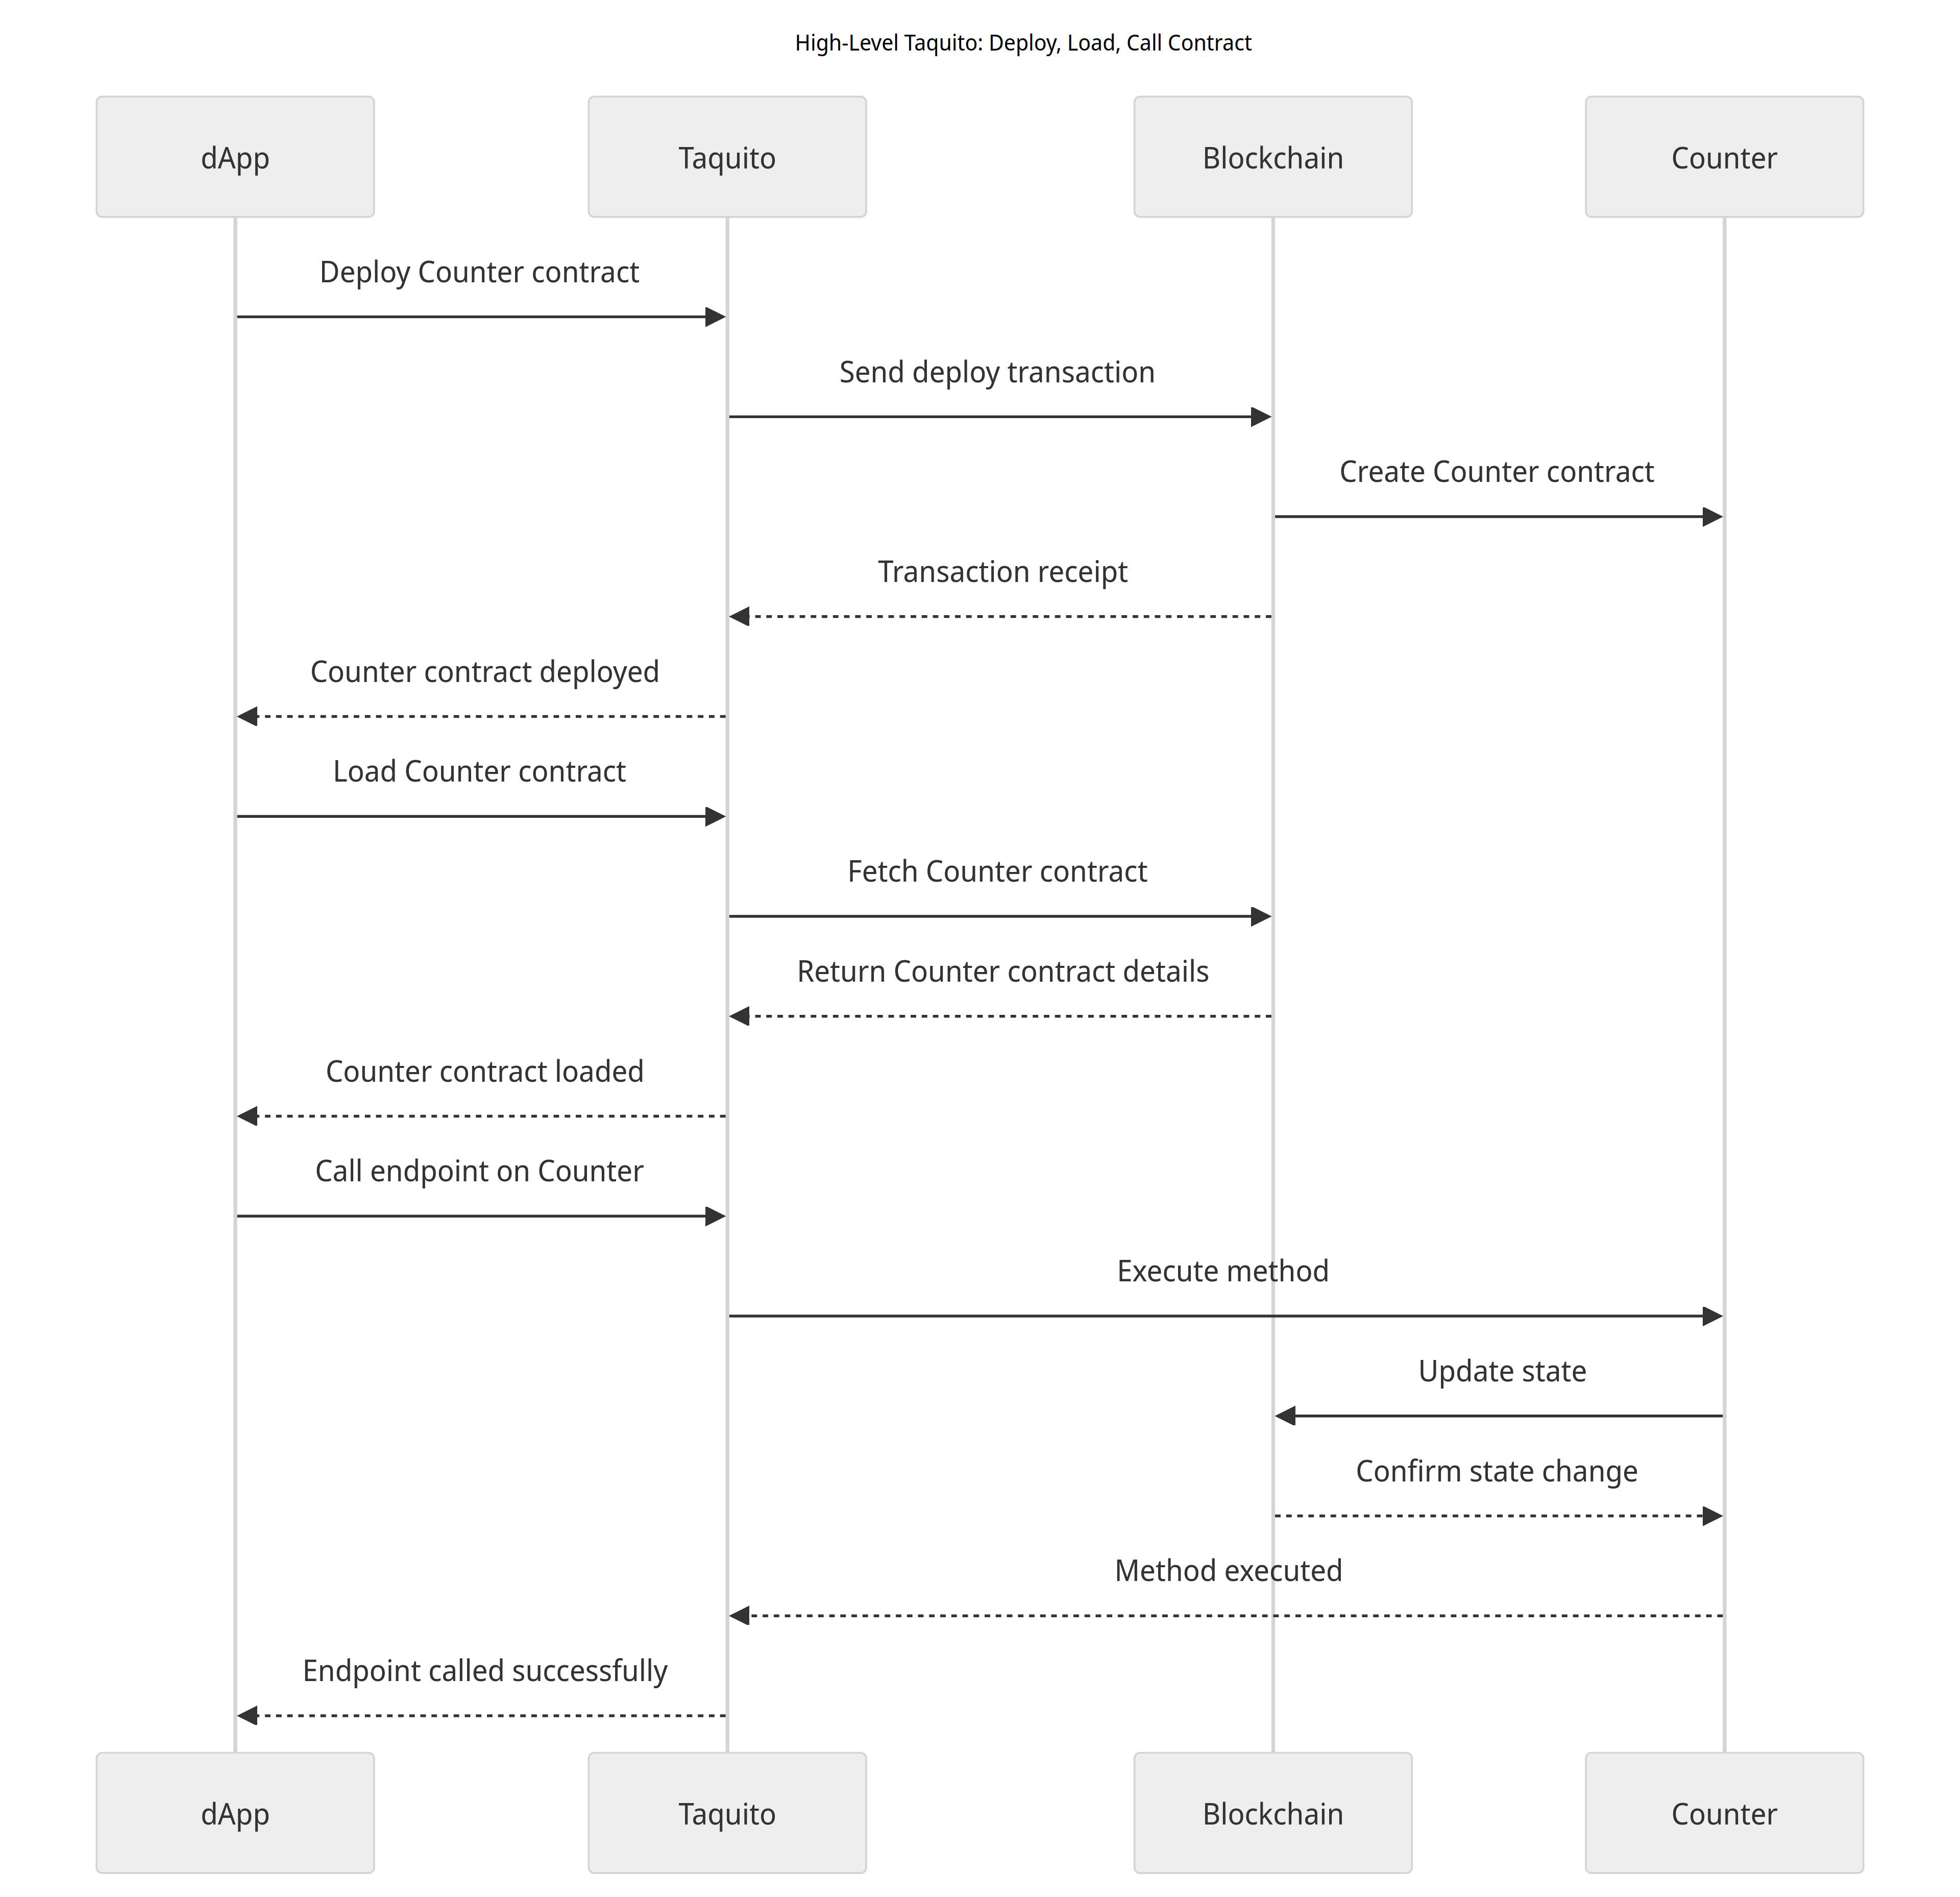 High-Level Taquito: Deploy, Load, Call Contract
dApp
Taquito
Blockchain
Counter
Deploy Counter contract
Send deploy transaction
Create Counter contract
Transaction receipt
Counter contract deployed
Load Counter contract
Fetch Counter contract
Return Counter contract details
Counter contract loaded
Call endpoint on Counter
Execute method
Update state
Confirm state change
Method executed
Endpoint called successfully
dApp
Taquito
Blockchain
Counter